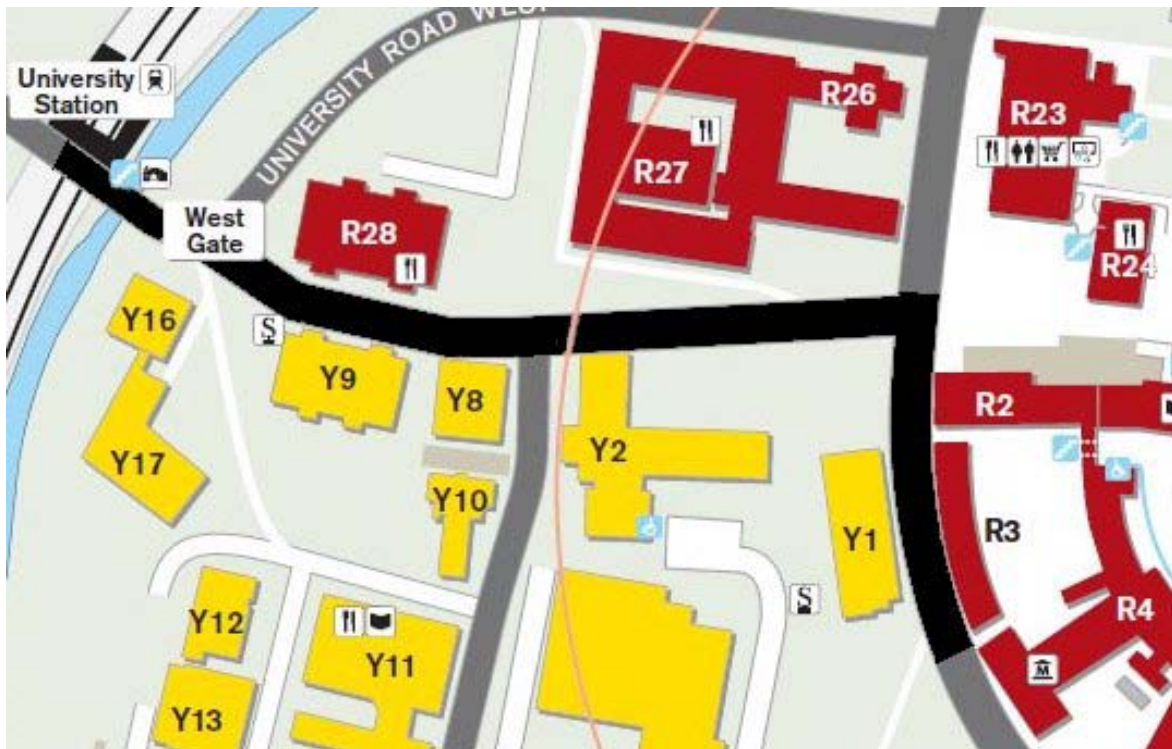 UNIVERSITY ROAD WEST
University
Station
R26
R23
R27
West
Gate
R28
R24
Y16
S
Y9
Y8
R2
Y17
Y2
Y10
Y1
R3
S
Y12
Y11
R4
M
Y13